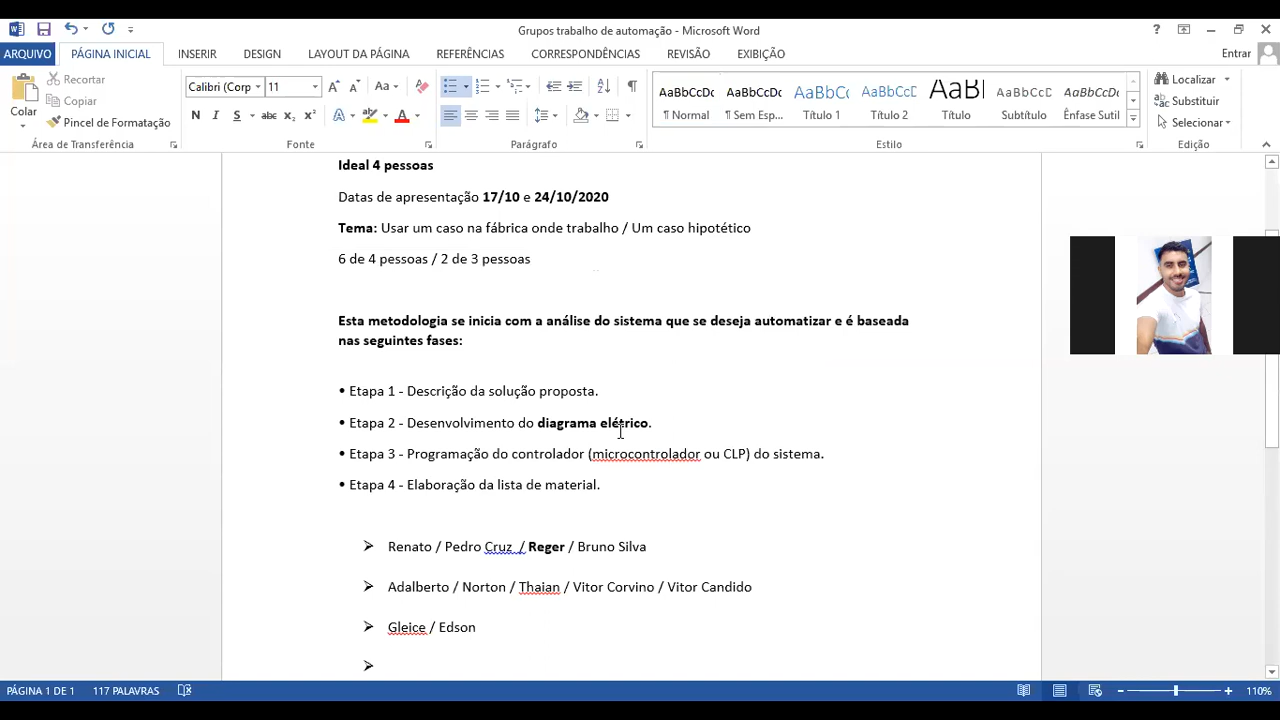 Grupos trabalho de automação - Microsoft Word
ARQUIVO PÁGINA INICIAL INSERIR DESIGN LAYOUT DA PÁGINA REFERÊNCIAS CORRESPONDÊNCIAS REVISÃO EXIBIÇÃO Entrar
Colar
Recortar
Copiar
Pincel de Formatação
Área de Transferência
Calibri (Corp 11
N I S abc x₂ x²
Fonte
Parágrafo
AaBbCcDc AaBbCcDc AaBbCc AaBbCcD AaBl AaBbCcD AaBbCcDc
¶ Normal ¶ Sem Esp... Título 1 Título 2 Título Subtítulo Ênfase Sutil
Estilo
Localizar
Substituir
Selecionar
Edição
Ideal 4 pessoas
Datas de apresentação 17/10 e 24/10/2020
Tema: Usar um caso na fábrica onde trabalho / Um caso hipotético
6 de 4 pessoas / 2 de 3 pessoas
Esta metodologia se inicia com a análise do sistema que se deseja automatizar e é baseada
nas seguintes fases:
• Etapa 1 - Descrição da solução proposta.
• Etapa 2 - Desenvolvimento do diagrama elétrico.
• Etapa 3 - Programação do controlador (microcontrolador ou CLP) do sistema.
• Etapa 4 - Elaboração da lista de material.
➢ Renato / Pedro Cruz / Reger / Bruno Silva
➢ Adalberto / Norton / Thaian / Vitor Corvino / Vitor Candido
➢ Gleice / Edson
➢
PÁGINA 1 DE 1 117 PALAVRAS 110%